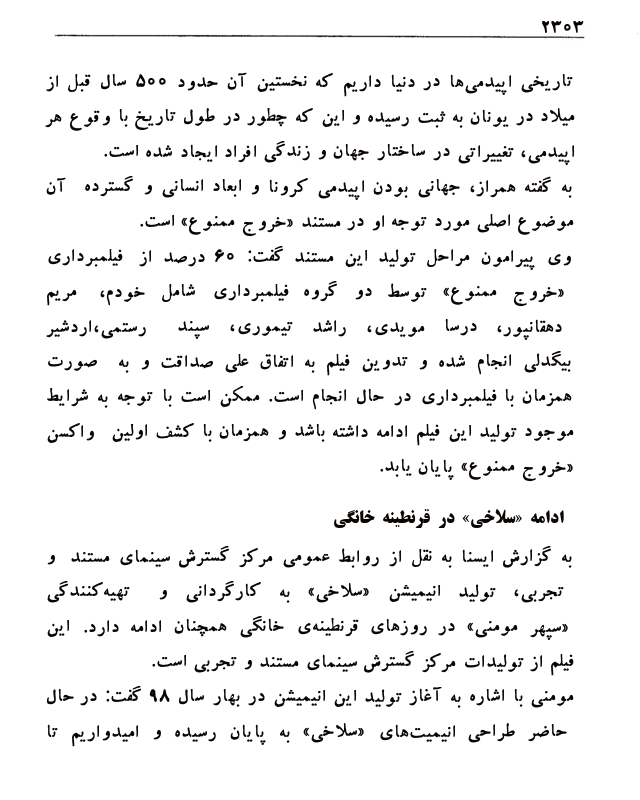 ۲۳۰۳
تاریخی اپیدمی‌ها در دنیا داریم که نخستین آن حدود ۵۰۰ سال قبل از
میلاد در یونان به ثبت رسیده و این که چطور در طول تاریخ با وقوع هر
اپیدمی، تغییراتی در ساختار جهان و زندگی افراد ایجاد شده است.
به گفته همراز، جهانی بودن اپیدمی کرونا و ابعاد انسانی و گسترده آن
موضوع اصلی مورد توجه او در مستند «خروج ممنوع» است.
وی پیرامون مراحل تولید این مستند گفت: ۶۰ درصد از فیلمبرداری
«خروج ممنوع» توسط دو گروه فیلمبرداری شامل خودم، مریم
دهقانپور، درسا مویدی، راشد تیموری، سپند رستمی،اردشیر
بیگدلی انجام شده و تدوین فیلم به اتفاق علی صداقت و به صورت
همزمان با فیلمبرداری در حال انجام است. ممکن است با توجه به شرایط
موجود تولید این فیلم ادامه داشته باشد و همزمان با کشف اولین واکسن
«خروج ممنوع» پایان یابد.
ادامه «سلاخی» در قرنطینه خانگی
به گزارش ایسنا به نقل از روابط عمومی مرکز گسترش سینمای مستند و
تجربی، تولید انیمیشن «سلاخی» به کارگردانی و تهیه‌کنندگی
«سپهر مومنی» در روزهای قرنطینه‌ی خانگی همچنان ادامه دارد. این
فیلم از تولیدات مرکز گسترش سینمای مستند و تجربی است.
مومنی با اشاره به آغاز تولید این انیمیشن در بهار سال ۹۸ گفت: در حال
حاضر طراحی انیمیت‌های «سلاخی» به پایان رسیده و امیدواریم تا